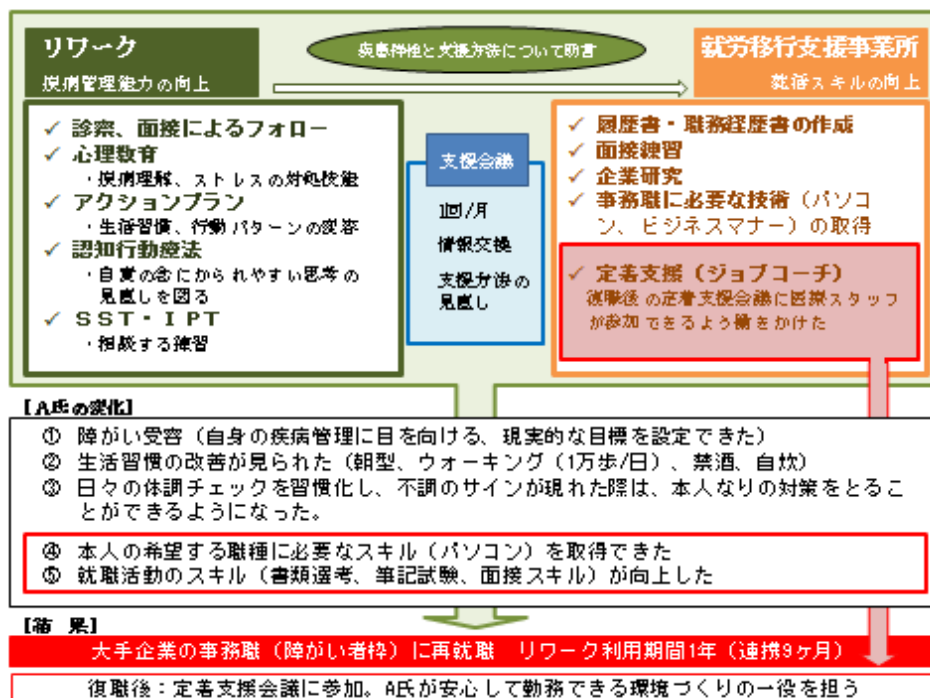 リワーク
疾病管理能力の向上
疾患特性と支援方法について助言
就労移行支援事業所
就活スキルの向上
✓ 診察、面接によるフォロー
✓ 心理教育
・疾病理解、ストレスの対処技能
✓ アクションプラン
・生活習慣、行動パターンの変容
✓ 認知行動療法
・自責の念にかられやすい思考の
見直しを図る
✓ SST・IPT
・相談する練習
支援会議
1回/月
情報交換
支援方法の
見直し
✓ 履歴書・職務経歴書の作成
✓ 面接練習
✓ 企業研究
✓ 事務職に必要な技術（パソコ
ン、ビジネスマナー）の取得
✓ 定着支援（ジョブコーチ）
復職後の定着支援会議に医療スタッフ
が参加できるよう働きかけた
【A氏の変化】
① 障がい受容（自身の疾病管理に目を向ける、現実的な目標を設定できた）
② 生活習慣の改善が見られた（朝型、ウォーキング（1万歩/日）、禁酒、自炊）
③ 日々の体調チェックを習慣化し、不調のサインが現れた際は、本人なりの対策をとるこ
とができるようになった。
④ 本人の希望する職種に必要なスキル（パソコン）を取得できた
⑤ 就職活動のスキル（書類選考、筆記試験、面接スキル）が向上した
【結 果】
大手企業の事務職（障がい者枠）に再就職 リワーク利用期間1年（連携9ヶ月）
復職後：定着支援会議に参加。A氏が安心して勤務できる環境づくりの一役を担う